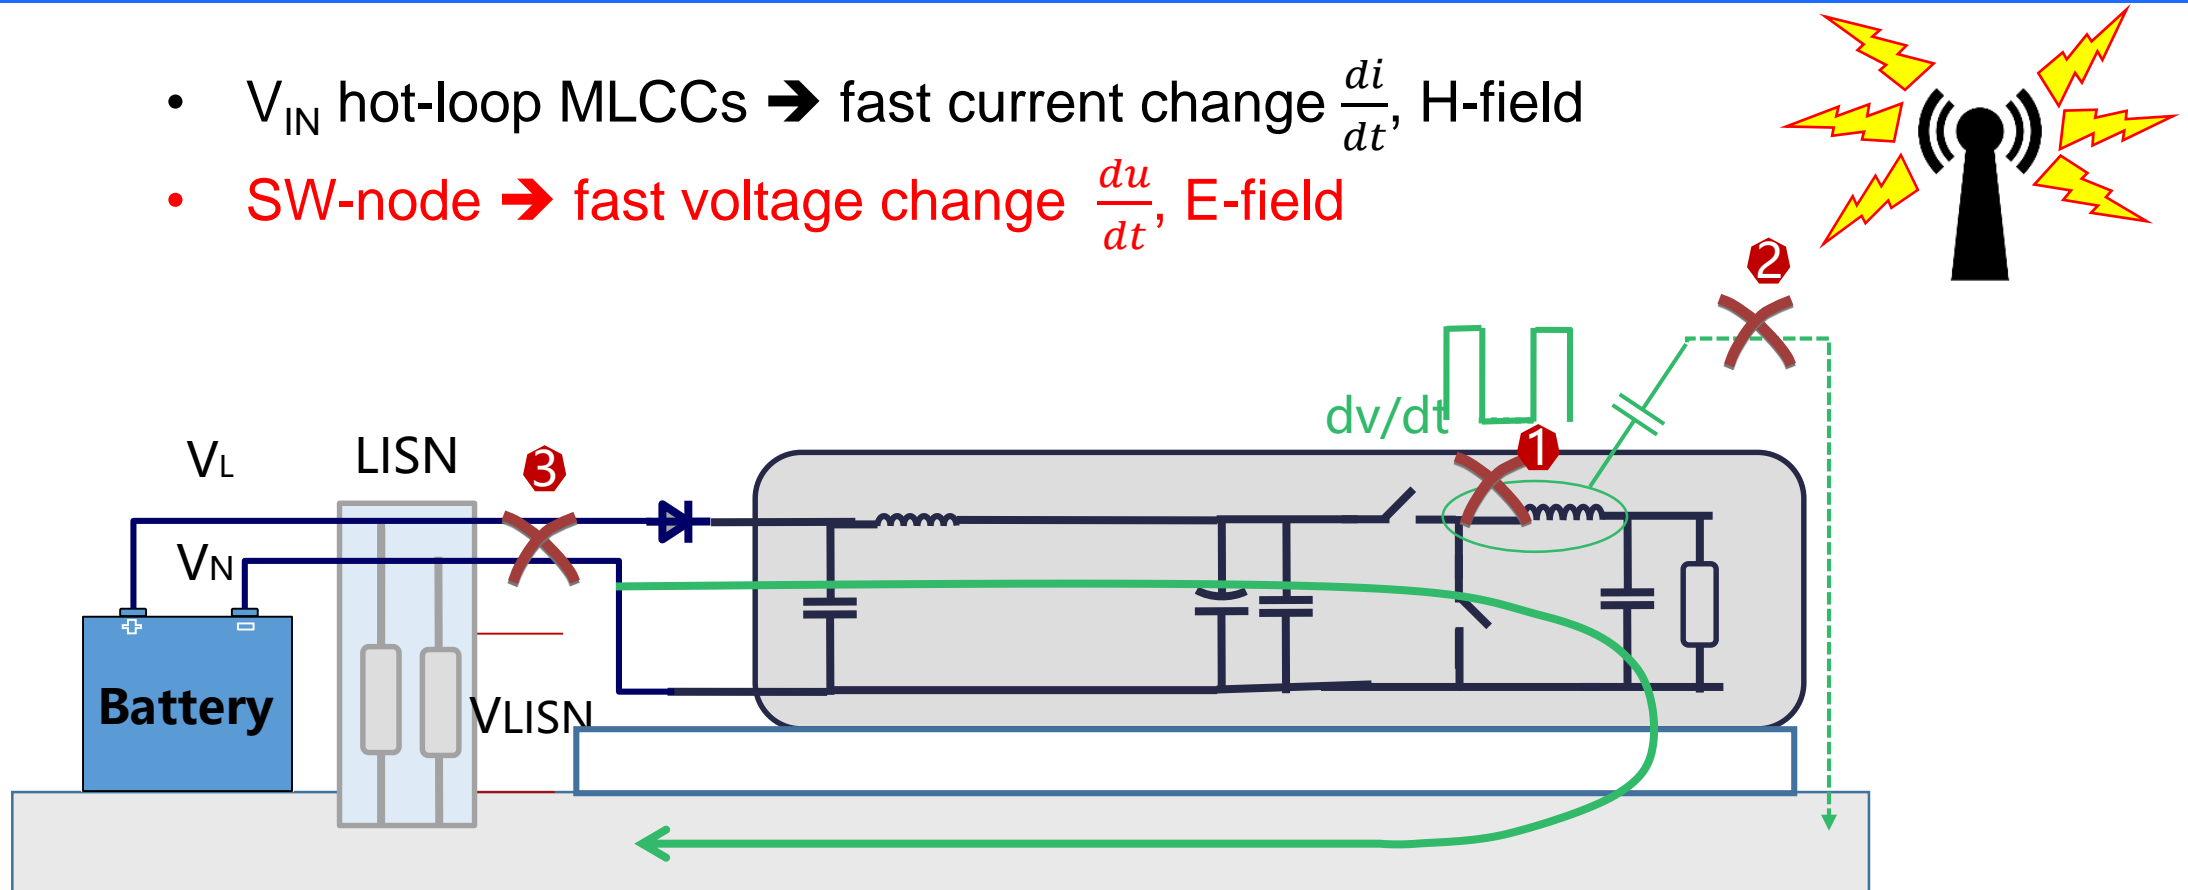 • V_IN hot-loop MLCCs ➔ fast current change di/dt, H-field
• SW-node ➔ fast voltage change du/dt, E-field
2
dv/dt
1
VL
LISN
3
VN
+ −
Battery
VLISN